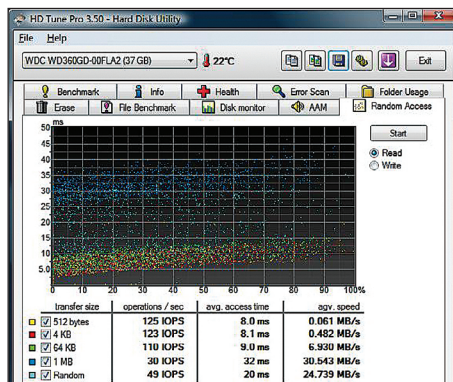 HD Tune Pro 3.50 - Hard Disk Utility
File Help
WDC WD360GD-00FLA2 (37 GB) 22°C Exit
Benchmark Info Health Error Scan Folder Usage
Erase File Benchmark Disk monitor AAM Random Access
Start
Read
Write
ms
50
45
40
35
30
25
20
15
10
5.0
0 10 20 30 40 50 60 70 80 90 100%
transfer size operations / sec avg. access time agv. speed
512 bytes 125 IOPS 8.0 ms 0.061 MB/s
4 KB 123 IOPS 8.1 ms 0.482 MB/s
64 KB 110 IOPS 9.0 ms 6.930 MB/s
1 MB 30 IOPS 32 ms 30.543 MB/s
Random 49 IOPS 20 ms 24.739 MB/s